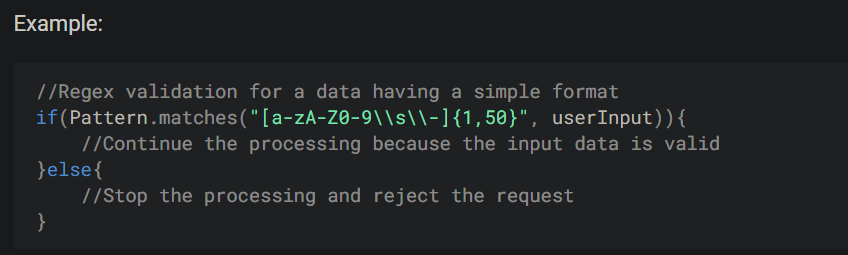 Example:
//Regex validation for a data having a simple format
if(Pattern.matches("[a-zA-Z0-9\\s\\-]{1,50}", userInput)){
    //Continue the processing because the input data is valid
}else{
    //Stop the processing and reject the request
}